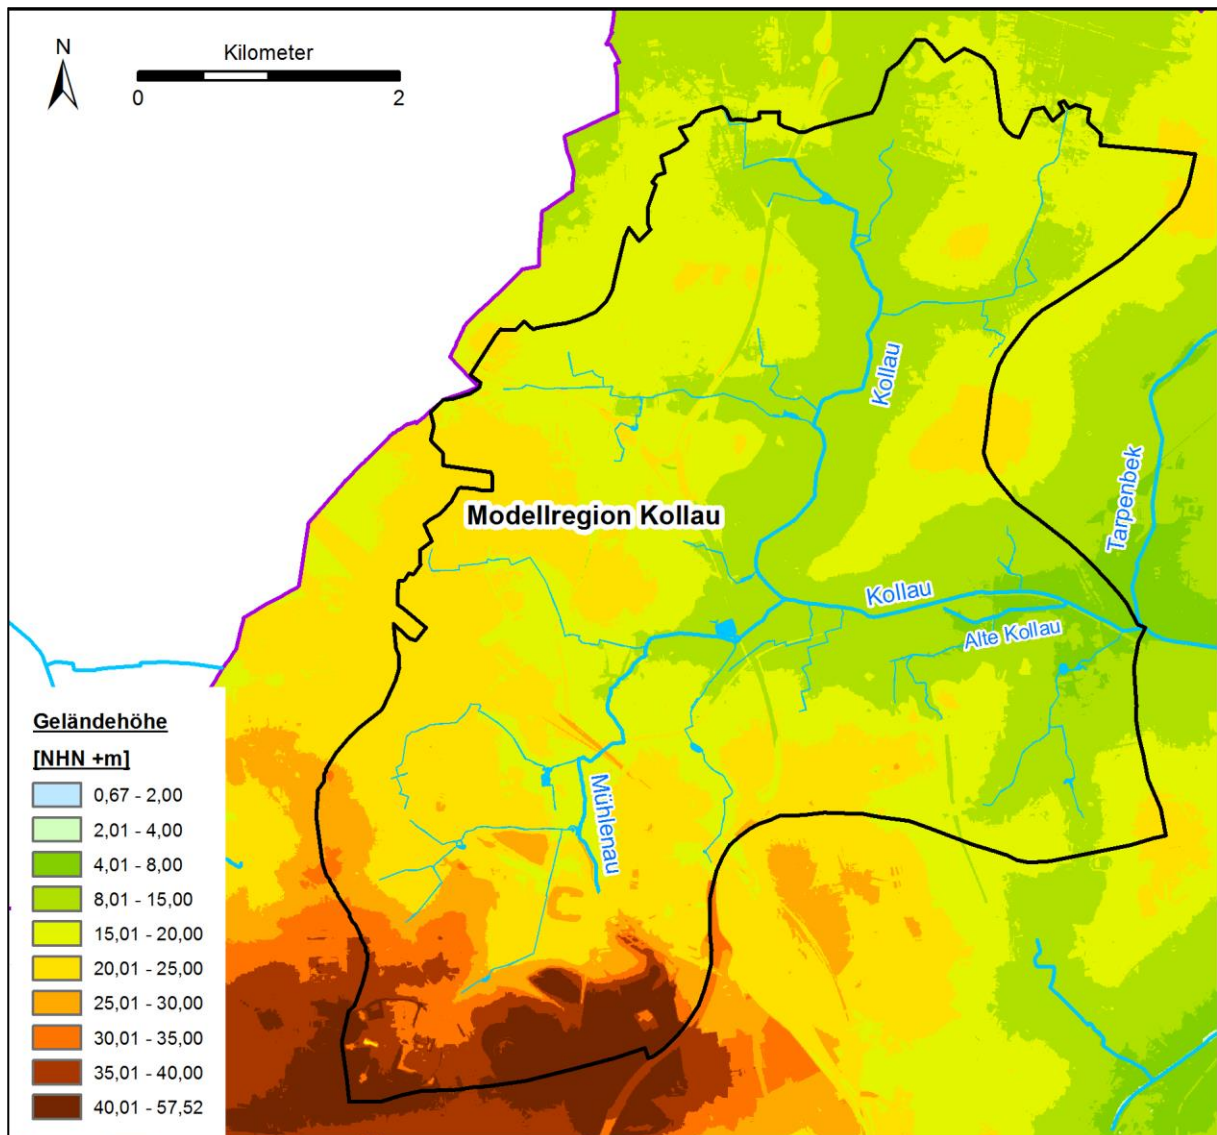 N
Kilometer
0 2
Kollau
Modellregion Kollau
Tarpenbek
Kollau
Alte Kollau
Mühlenau
Geländehöhe
[NHN +m]
0,67 - 2,00
2,01 - 4,00
4,01 - 8,00
8,01 - 15,00
15,01 - 20,00
20,01 - 25,00
25,01 - 30,00
30,01 - 35,00
35,01 - 40,00
40,01 - 57,52